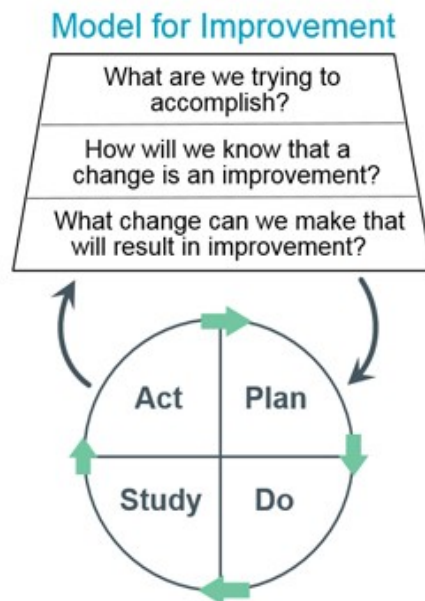 Model for Improvement
What are we trying to
accomplish?
How will we know that a
change is an improvement?
What change can we make that
will result in improvement?
Act
Plan
Study
Do